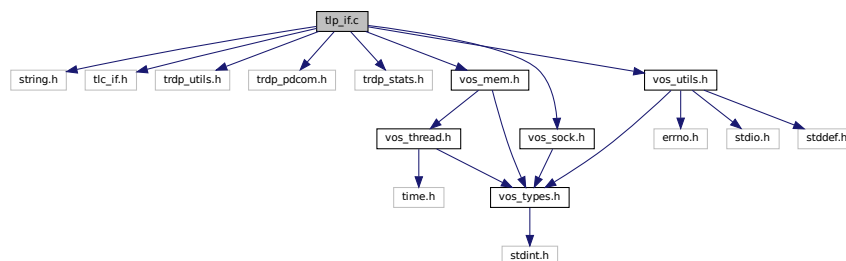 tlp_if.c
string.h
tlc_if.h
trdp_utils.h
trdp_pdcom.h
trdp_stats.h
vos_mem.h
vos_utils.h
vos_thread.h
vos_sock.h
errno.h
stdio.h
stddef.h
time.h
vos_types.h
stdint.h